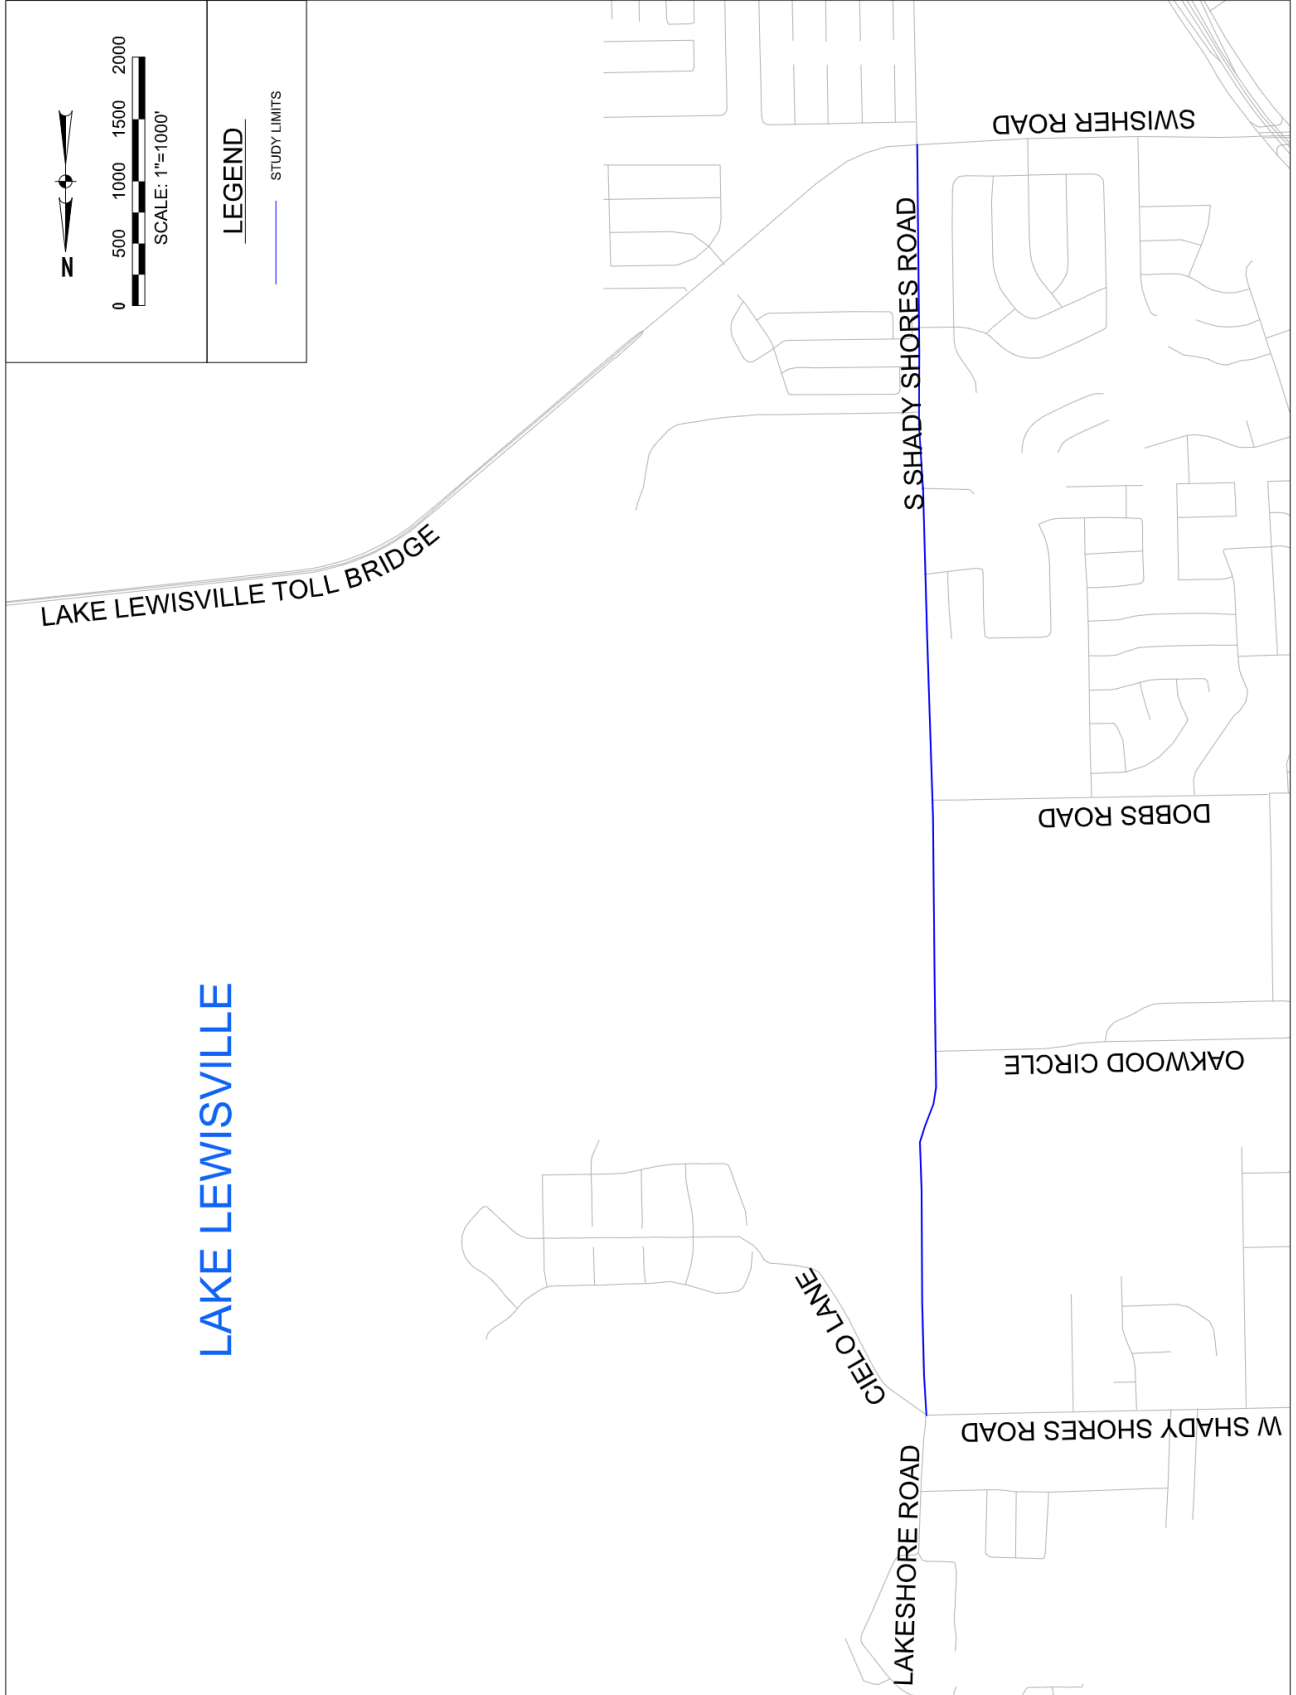 N
0 500 1000 1500 2000
SCALE: 1"=1000'
LEGEND
STUDY LIMITS
SWISHER ROAD
S SHADY SHORES ROAD
LAKE LEWISVILLE TOLL BRIDGE
DOBBS ROAD
LAKE LEWISVILLE
OAKWOOD CIRCLE
CIELO LANE
W SHADY SHORES ROAD
LAKESHORE ROAD